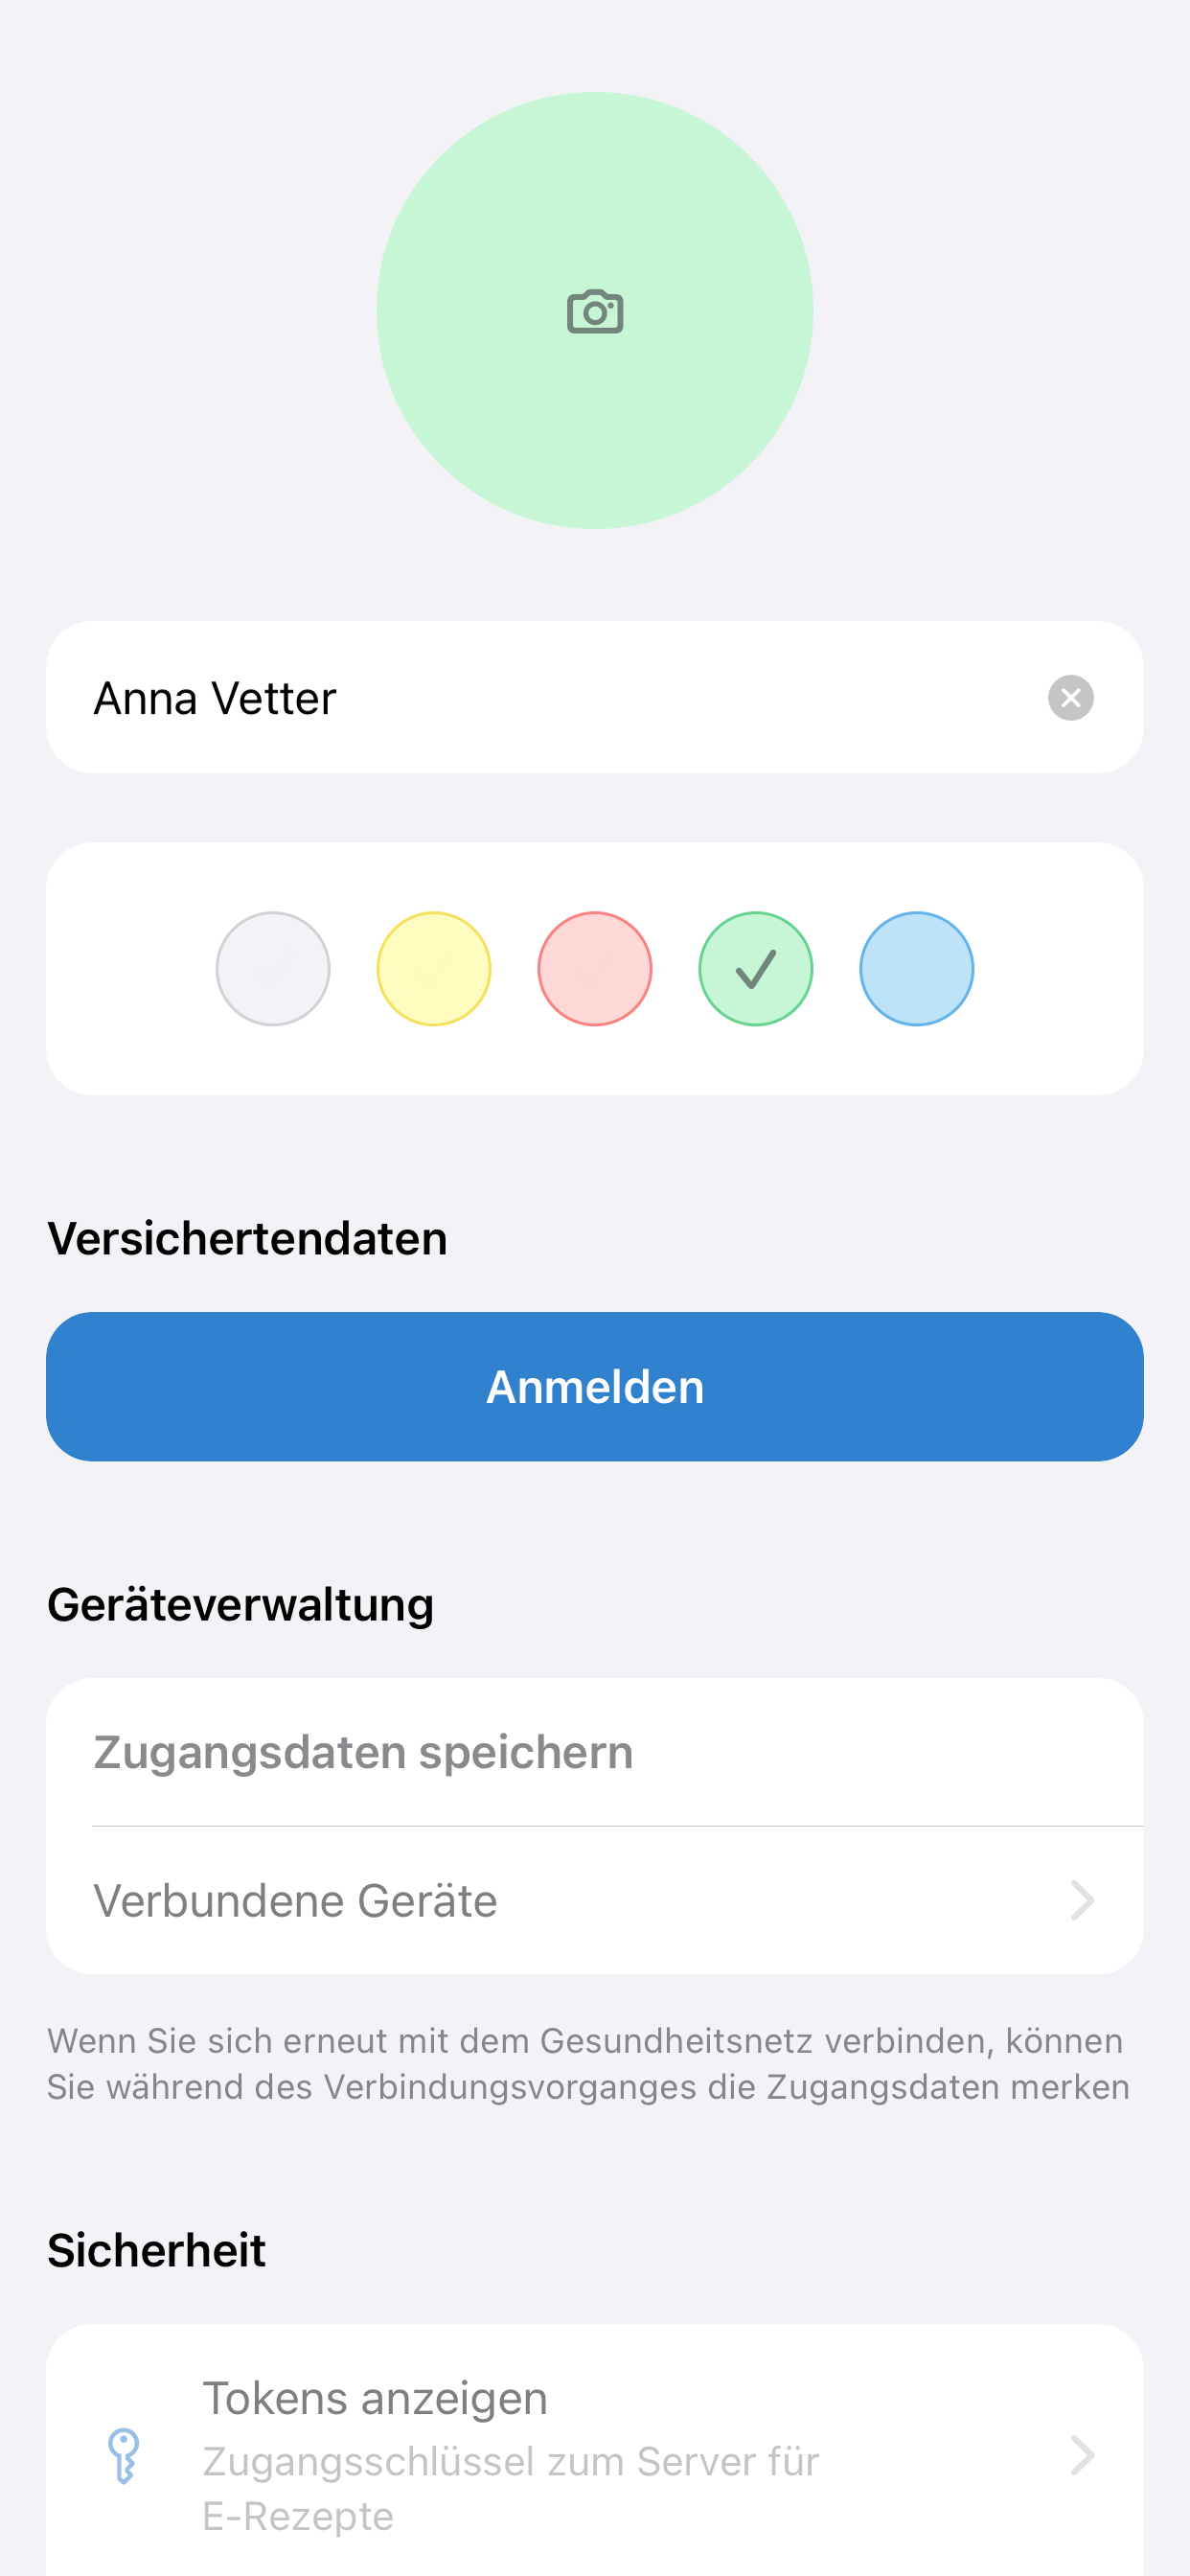 Anna Vetter
Versichertendaten
Anmelden
Geräteverwaltung
Zugangsdaten speichern
Verbundene Geräte
Wenn Sie sich erneut mit dem Gesundheitsnetz verbinden, können
Sie während des Verbindungsvorganges die Zugangsdaten merken
Sicherheit
Tokens anzeigen
Zugangsschlüssel zum Server für
E-Rezepte